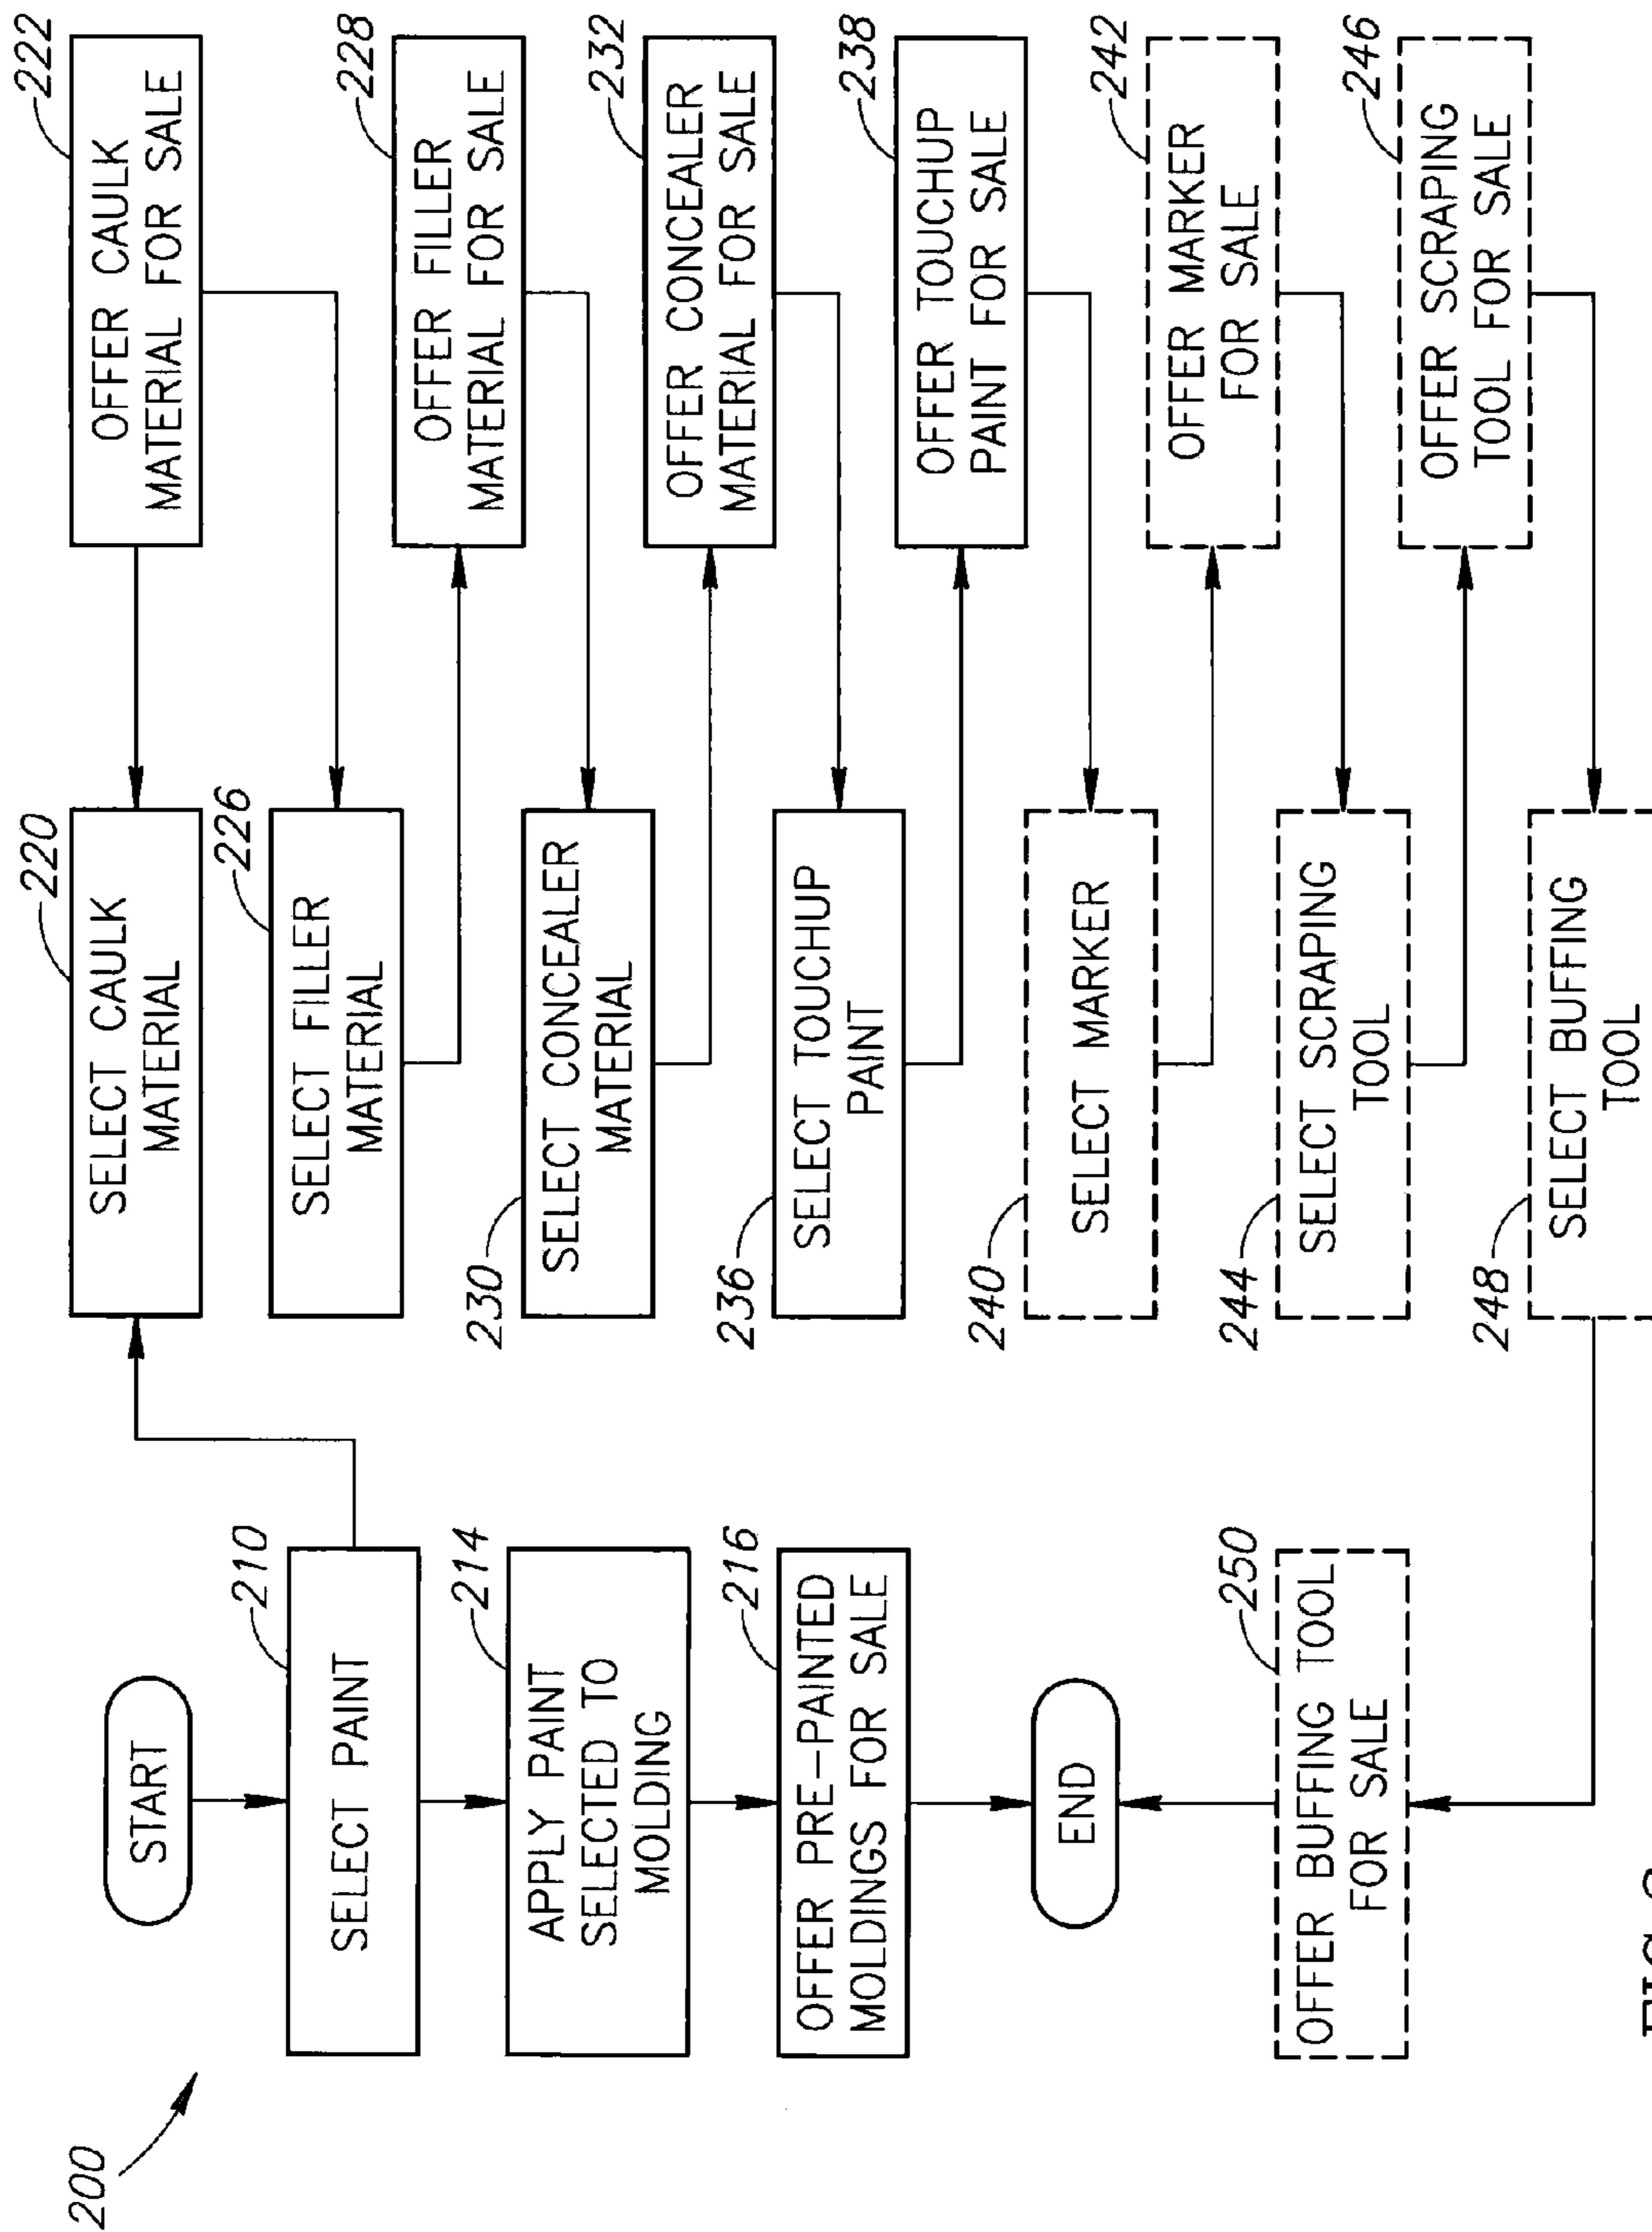 200
START
210
SELECT PAINT
214
APPLY PAINT
SELECTED TO
MOLDING
216
OFFER PRE-PAINTED
MOLDINGS FOR SALE
END
250
OFFER BUFFING TOOL
FOR SALE
220
SELECT CAULK
MATERIAL
226
SELECT FILLER
MATERIAL
230
SELECT CONCEALER
MATERIAL
236
SELECT TOUCHUP
PAINT
240
SELECT MARKER
244
SELECT SCRAPING
TOOL
248
SELECT BUFFING
TOOL
222
OFFER CAULK
MATERIAL FOR SALE
228
OFFER FILLER
MATERIAL FOR SALE
232
OFFER CONCEALER
MATERIAL FOR SALE
238
OFFER TOUCHUP
PAINT FOR SALE
242
OFFER MARKER
FOR SALE
246
OFFER SCRAPING
TOOL FOR SALE